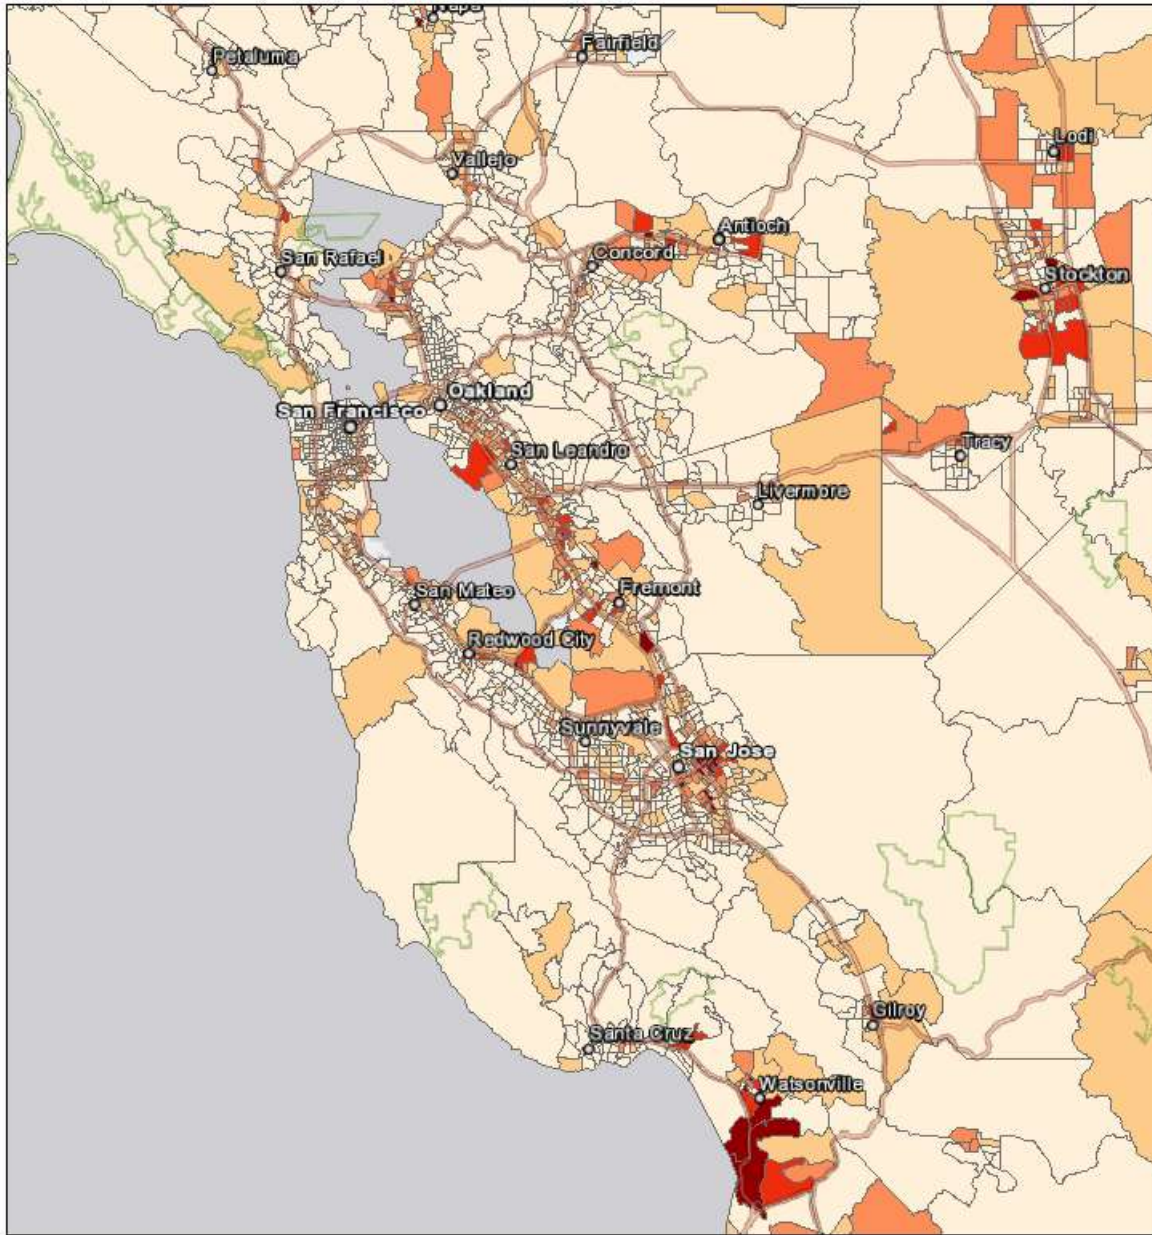 Napa
Fairfield
Petaluma
Lodi
Vallejo
Antioch
San Rafael
Concord
Stockton
Oakland
San Francisco
San Leandro
Tracy
Livermore
San Mateo
Fremont
Redwood City
Sunnyvale
San Jose
Gilroy
Santa Cruz
Watsonville